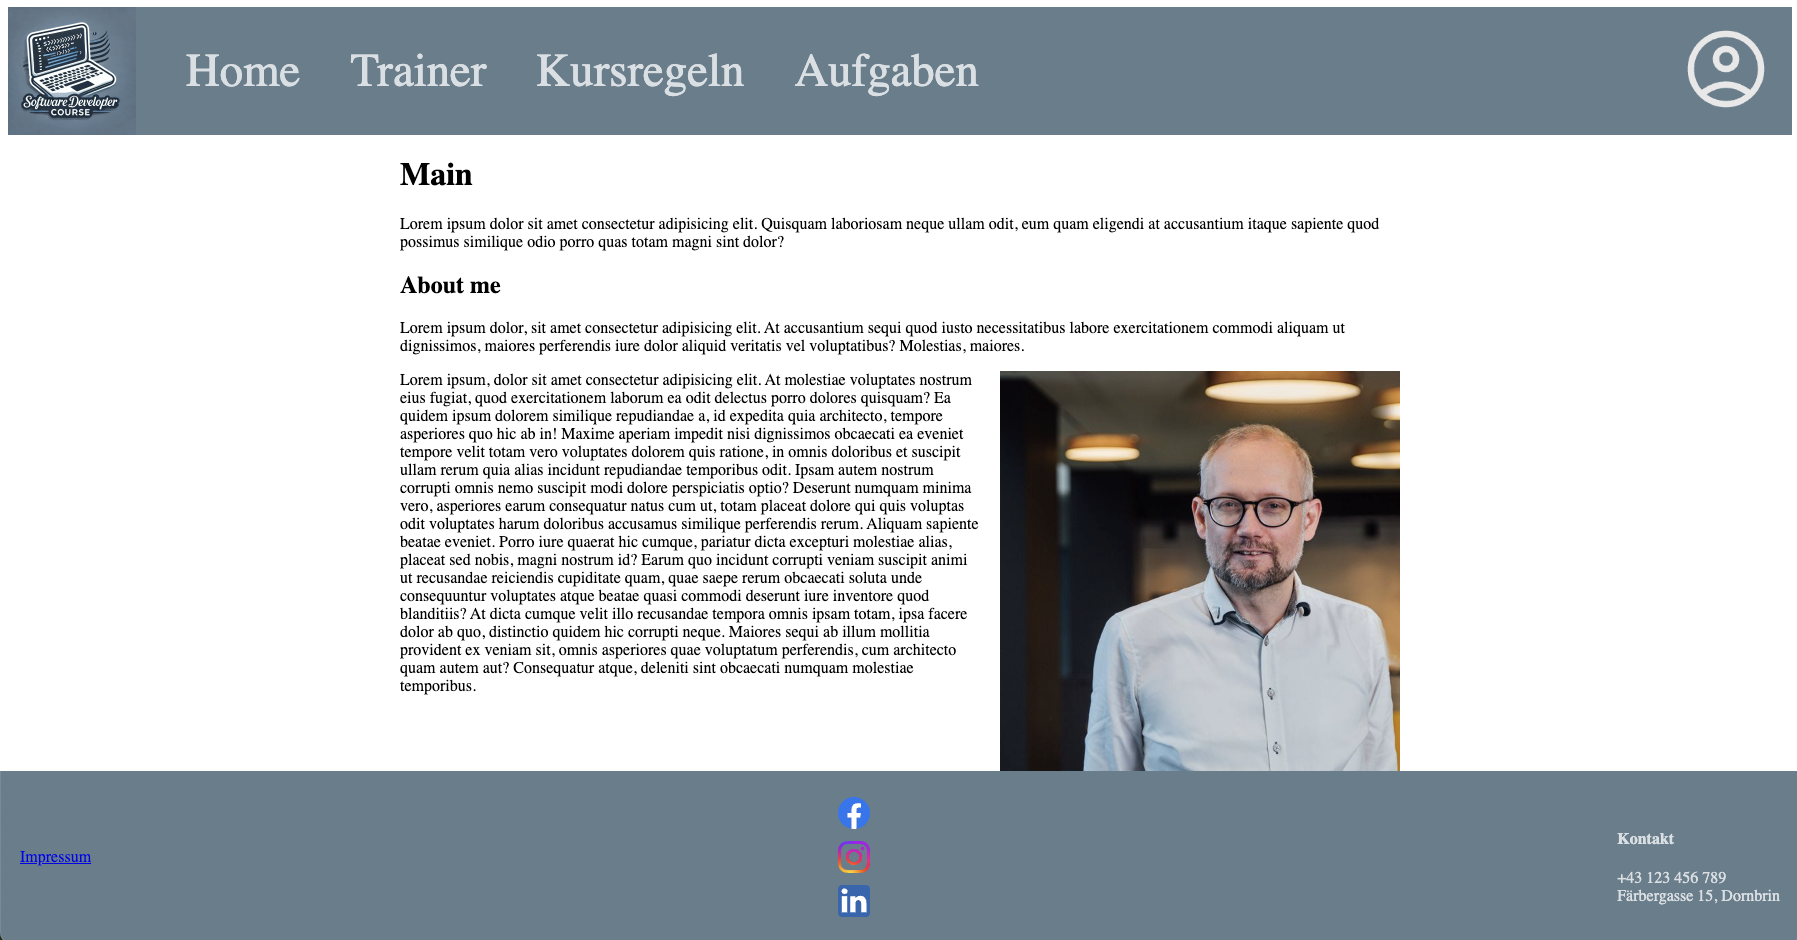 Software Developer
COURSE
Home Trainer Kursregeln Aufgaben
Main
Lorem ipsum dolor sit amet consectetur adipisicing elit. Quisquam laboriosam neque ullam odit, eum quam eligendi at accusantium itaque sapiente quod
possimus similique odio porro quas totam magni sint dolor?
About me
Lorem ipsum dolor, sit amet consectetur adipisicing elit. At accusantium sequi quod iusto necessitatibus labore exercitationem commodi aliquam ut
dignissimos, maiores perferendis iure dolor aliquid veritatis vel voluptatibus? Molestias, maiores.
Lorem ipsum, dolor sit amet consectetur adipisicing elit. At molestiae voluptates nostrum
eius fugiat, quod exercitationem laborum ea odit delectus porro dolores quisquam? Ea
quidem ipsum dolorem similique repudiandae a, id expedita quia architecto, tempore
asperiores quo hic ab in! Maxime aperiam impedit nisi dignissimos obcaecati ea eveniet
tempore velit totam vero voluptates dolorem quis ratione, in omnis doloribus et suscipit
ullam rerum quia alias incidunt repudiandae temporibus odit. Ipsam autem nostrum
corrupti omnis nemo suscipit modi dolore perspiciatis optio? Deserunt numquam minima
vero, asperiores earum consequatur natus cum ut, totam placeat dolore qui quis voluptas
odit voluptates harum doloribus accusamus similique perferendis rerum. Aliquam sapiente
beatae eveniet. Porro iure quaerat hic cumque, pariatur dicta excepturi molestiae alias,
placeat sed nobis, magni nostrum id? Earum quo incidunt corrupti veniam suscipit animi
ut recusandae reiciendis cupiditate quam, quae saepe rerum obcaecati soluta unde
consequuntur voluptates atque beatae quasi commodi deserunt iure inventore quod
blanditiis? At dicta cumque velit illo recusandae tempora omnis ipsam totam, ipsa facere
dolor ab quo, distinctio quidem hic corrupti neque. Maiores sequi ab illum mollitia
provident ex veniam sit, omnis asperiores quae voluptatum perferendis, cum architecto
quam autem aut? Consequatur atque, deleniti sint obcaecati numquam molestiae
temporibus.
Impressum
Kontakt
+43 123 456 789
Färbergasse 15, Dornbrin